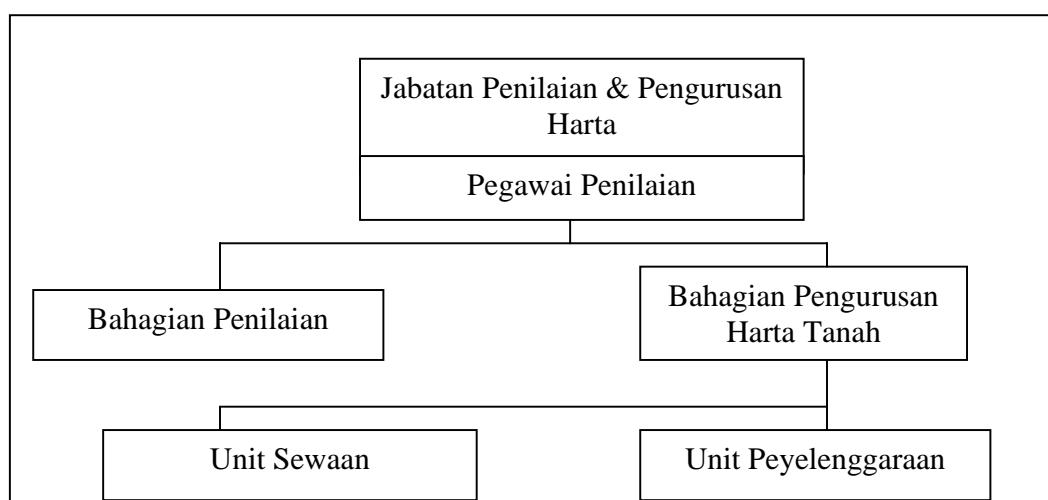 Jabatan Penilaian & Pengurusan
Harta
Pegawai Penilaian
Bahagian Penilaian
Bahagian Pengurusan
Harta Tanah
Unit Sewaan
Unit Peyelenggaraan